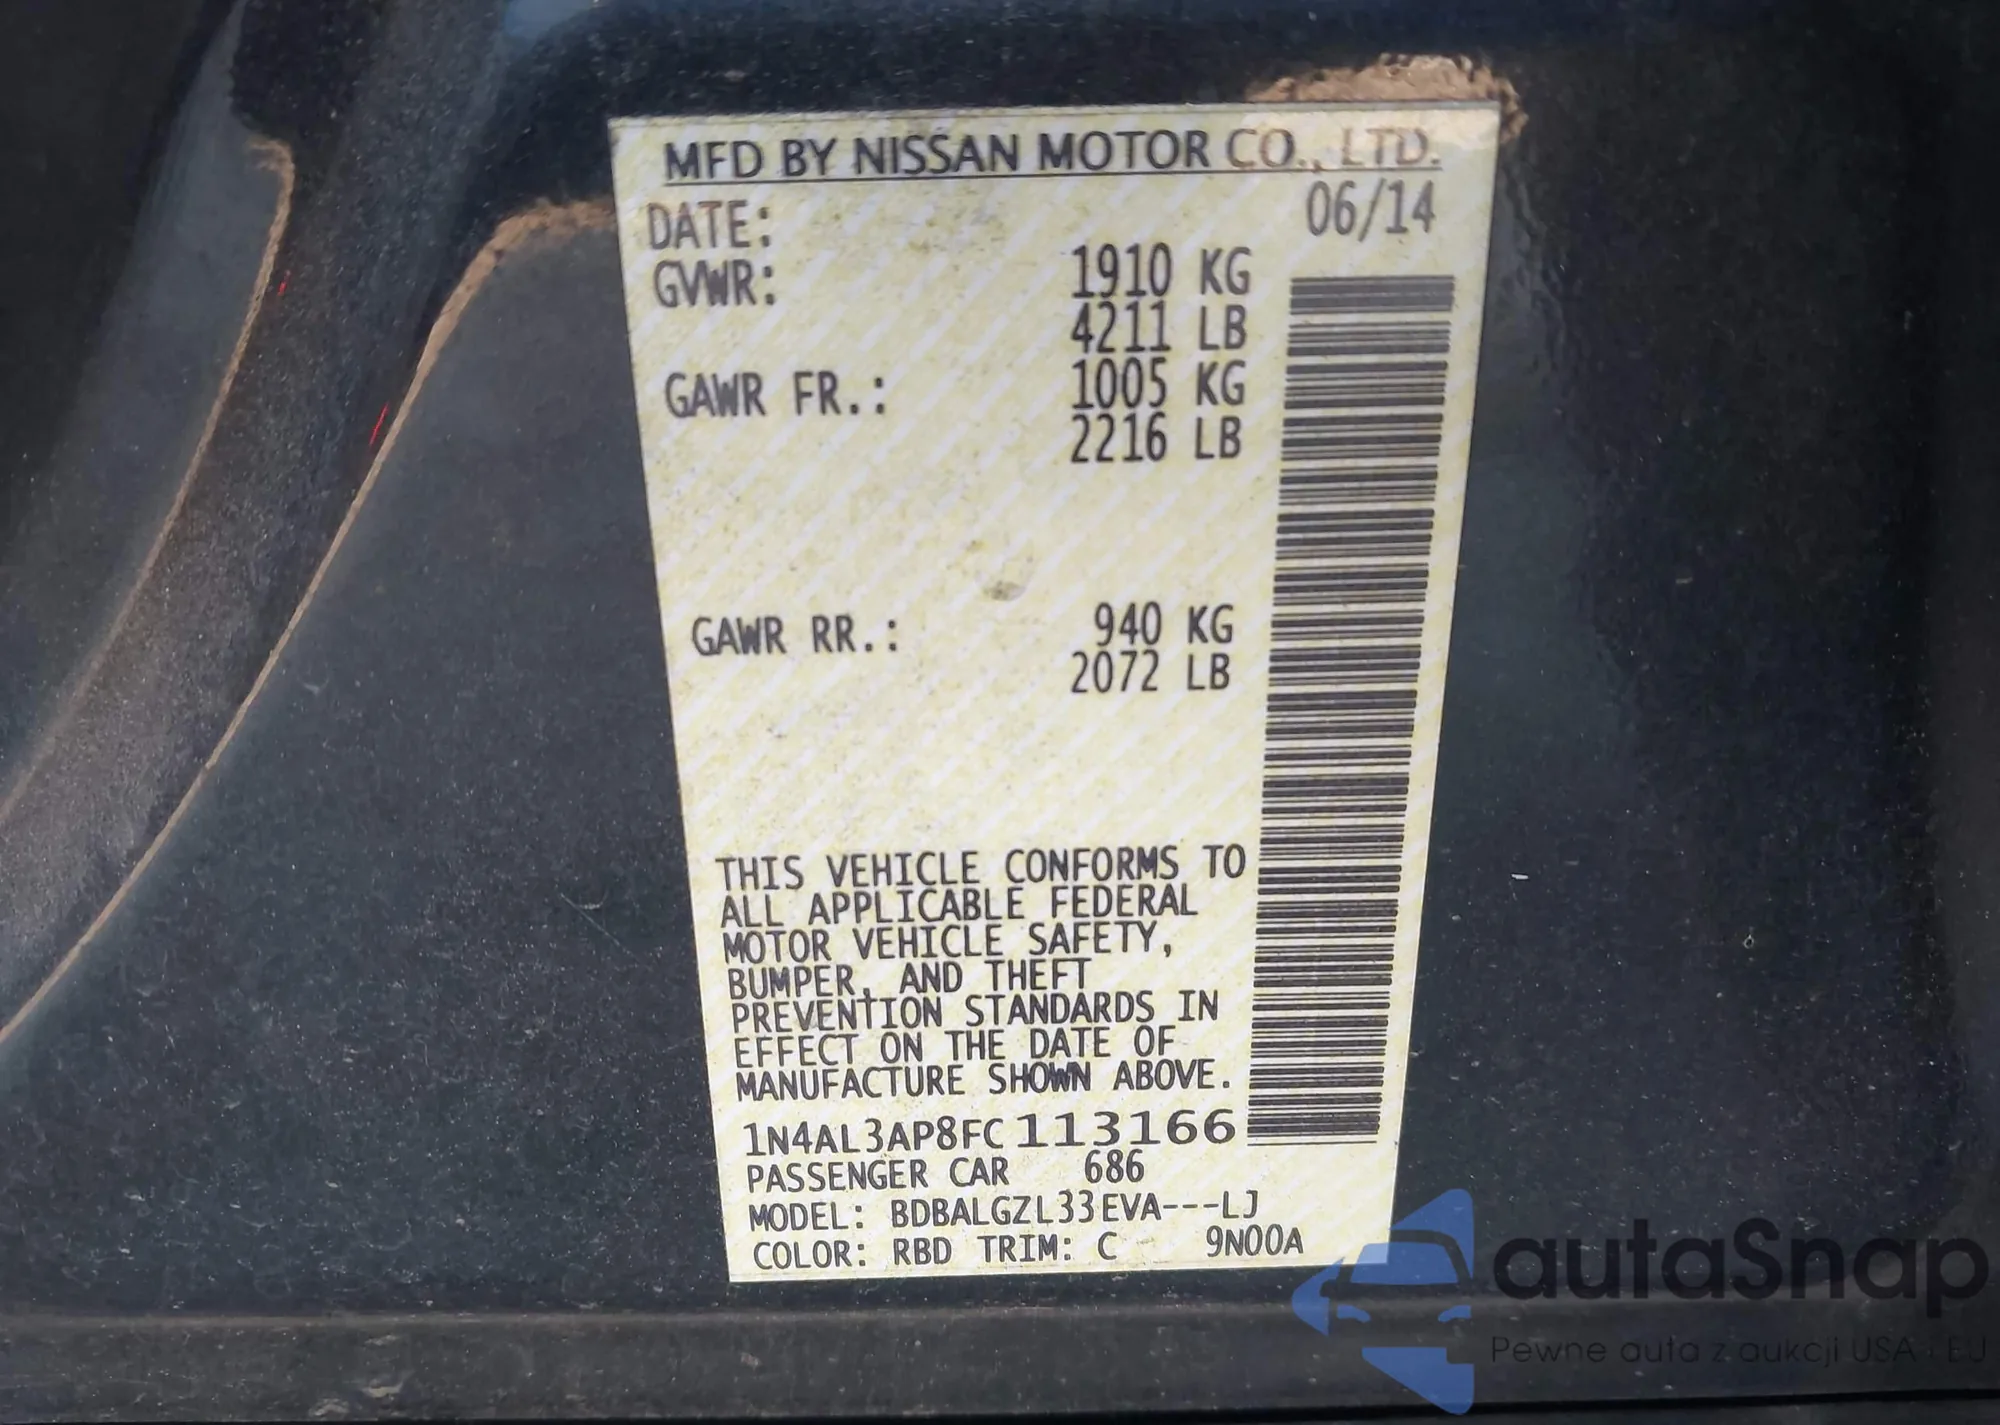 MFD BY NISSAN MOTOR CO., LTD.
DATE: 06/14
GVWR: 1910 KG
4211 LB
GAWR FR.: 1005 KG
2216 LB
GAWR RR.: 940 KG
2072 LB
THIS VEHICLE CONFORMS TO
ALL APPLICABLE FEDERAL
MOTOR VEHICLE SAFETY,
BUMPER, AND THEFT
PREVENTION STANDARDS IN
EFFECT ON THE DATE OF
MANUFACTURE SHOWN ABOVE.
1N4AL3AP8FC113166
PASSENGER CAR 686
MODEL: BDBALGZL33EVA---LJ
COLOR: RBD TRIM: C 9N00A
autaSnap
Pewne auta z aukcji USA i EU